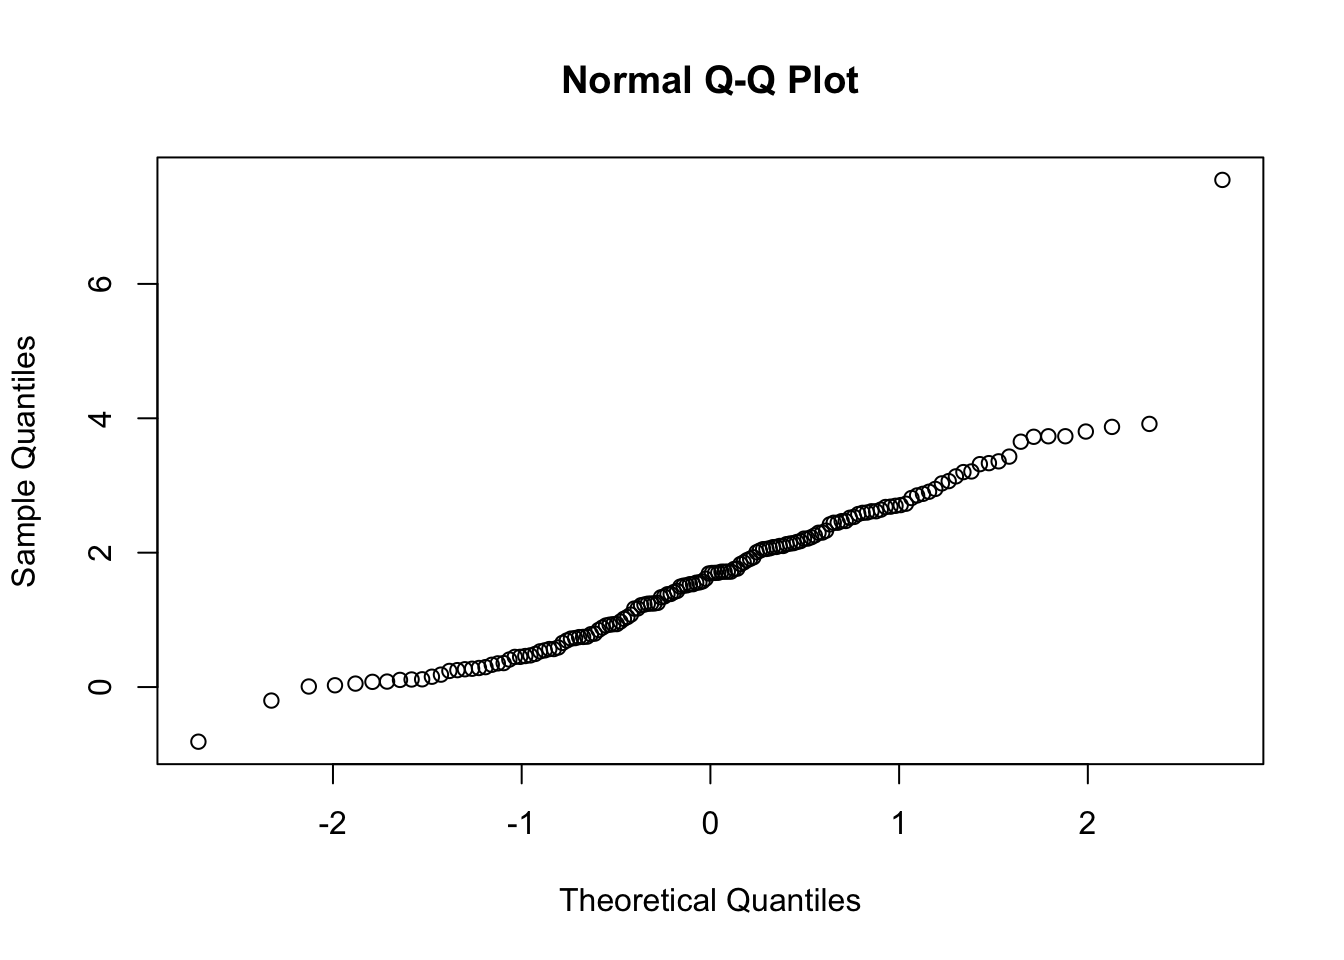 Normal Q-Q Plot
Sample Quantiles
6
4
2
0
-2 -1 0 1 2
Theoretical Quantiles